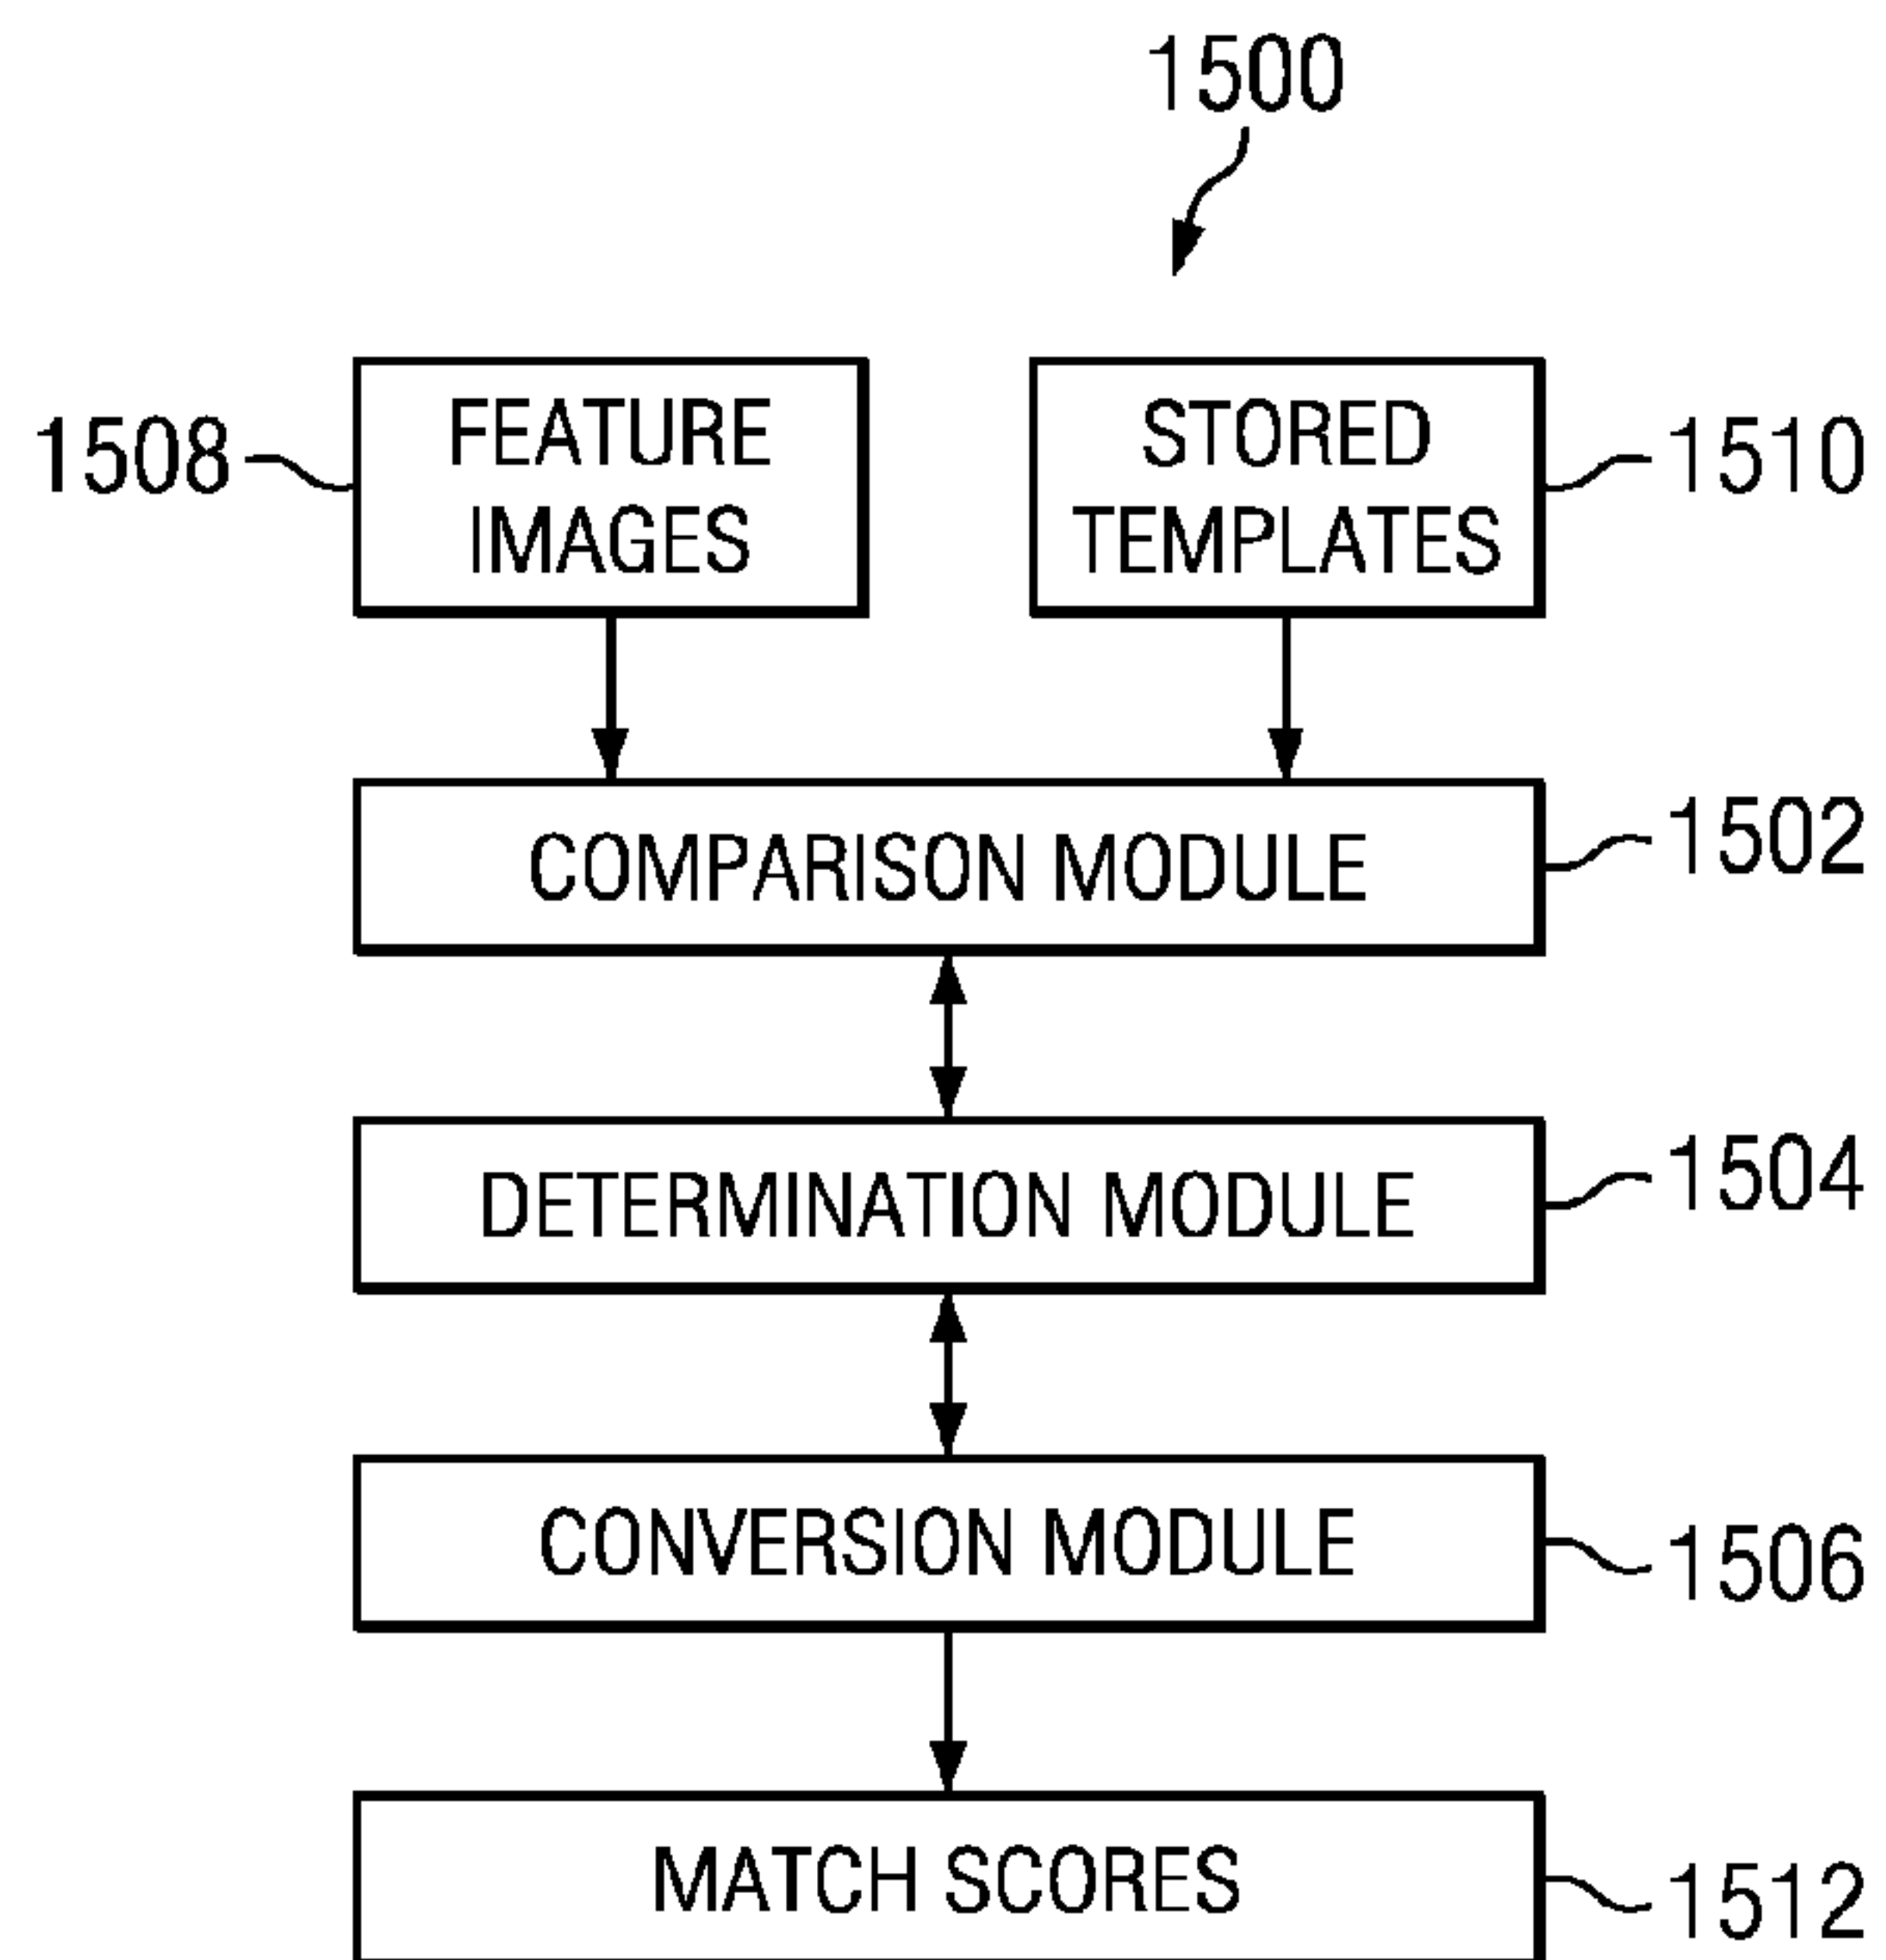 1500
1508
FEATURE
IMAGES
STORED
TEMPLATES
1510
COMPARISON MODULE
1502
DETERMINATION MODULE
1504
CONVERSION MODULE
1506
MATCH SCORES
1512